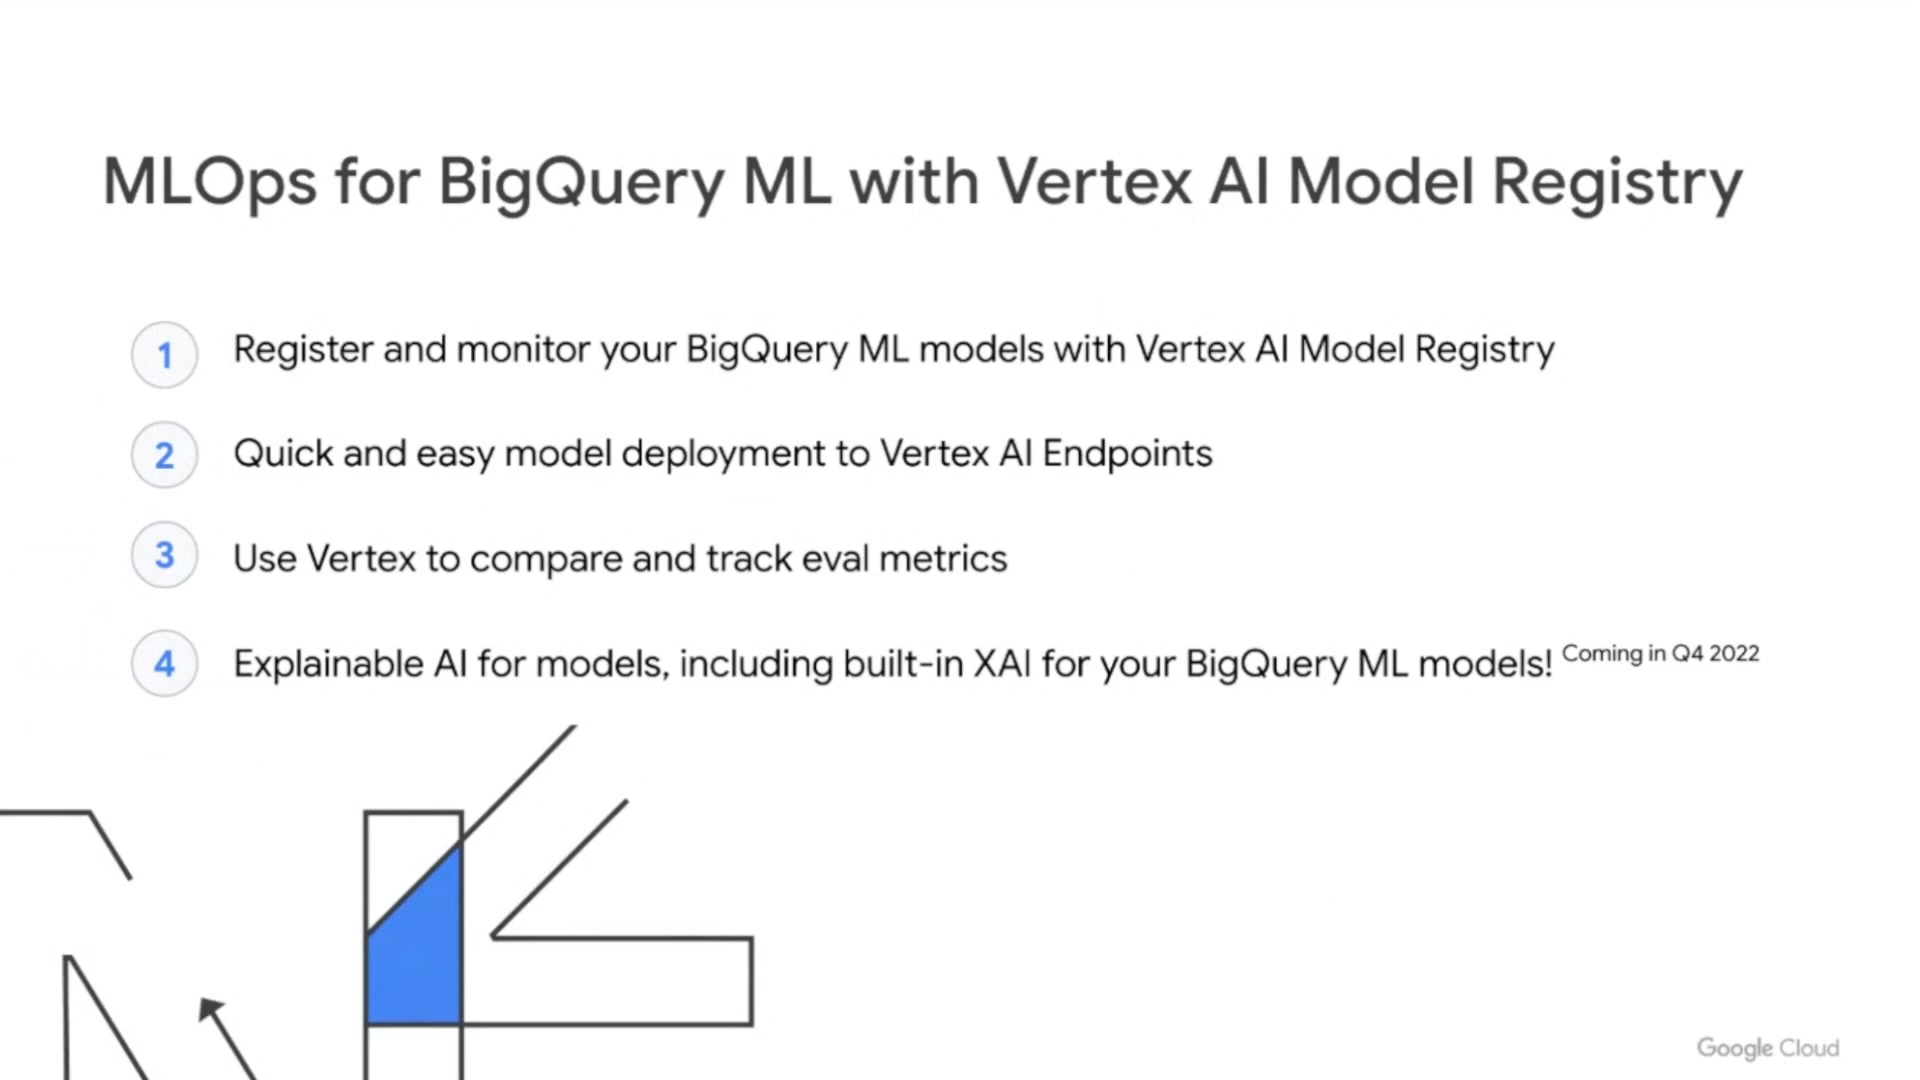 MLOps for BigQuery ML with Vertex AI Model Registry
1 Register and monitor your BigQuery ML models with Vertex AI Model Registry
2 Quick and easy model deployment to Vertex AI Endpoints
3 Use Vertex to compare and track eval metrics
4 Explainable AI for models, including built-in XAI for your BigQuery ML models! Coming in Q4 2022
Google Cloud